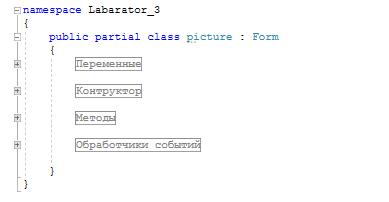 namespace Labarator_3
{
public partial class picture : Form
{
Переменные
Контруктор
Методы
Обработчики событий
}
}